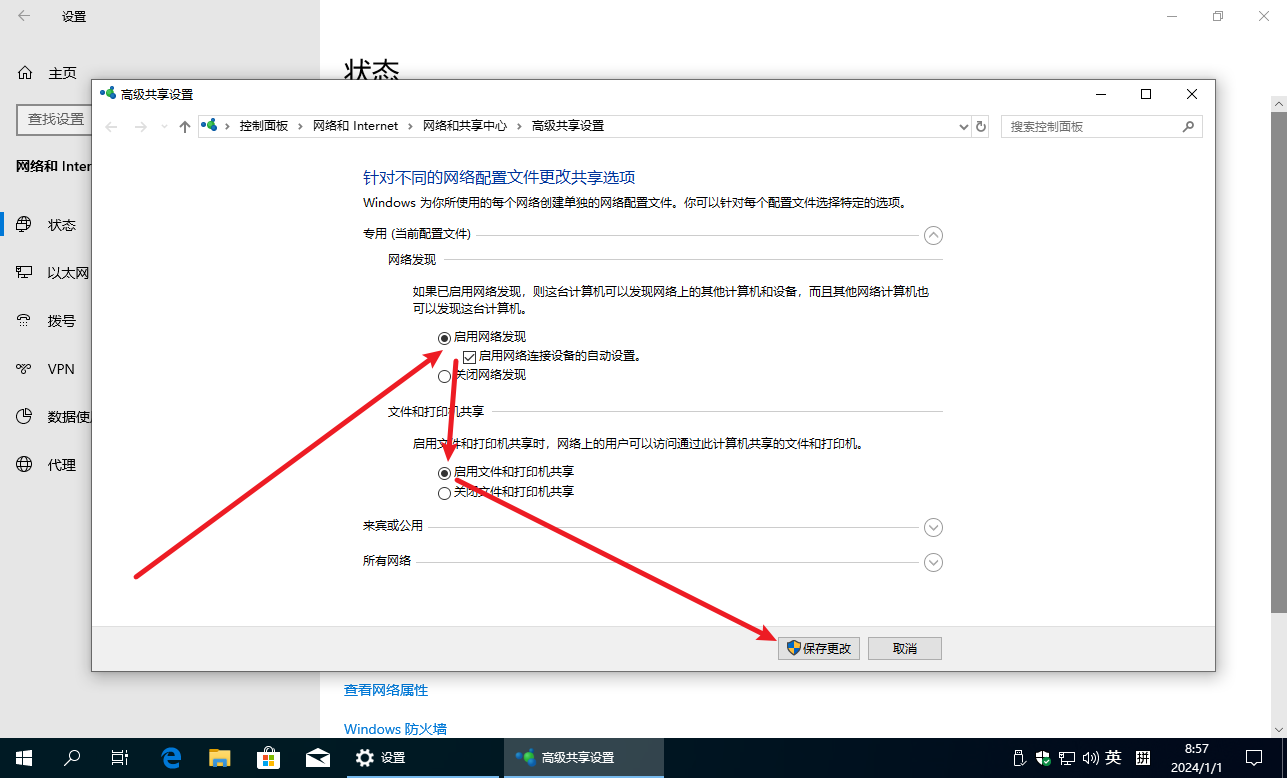 设置
主页
查找设置
网络和 Inter
状态
以太网
拨号
VPN
数据使
代理
状态
高级共享设置
控制面板
网络和 Internet
网络和共享中心
高级共享设置
搜索控制面板
针对不同的网络配置文件更改共享选项
Windows 为你所使用的每个网络创建单独的网络配置文件。你可以针对每个配置文件选择特定的选项。
专用 (当前配置文件)
网络发现
如果已启用网络发现，则这台计算机可以发现网络上的其他计算机和设备，而且其他网络计算机也
可以发现这台计算机。
启用网络发现
启用网络连接设备的自动设置。
关闭网络发现
文件和打印机共享
启用文件和打印机共享时，网络上的用户可以访问通过此计算机共享的文件和打印机。
启用文件和打印机共享
关闭文件和打印机共享
来宾或公用
所有网络
保存更改
取消
查看网络属性
Windows 防火墙
设置
高级共享设置
英
拼
8:57
2024/1/1